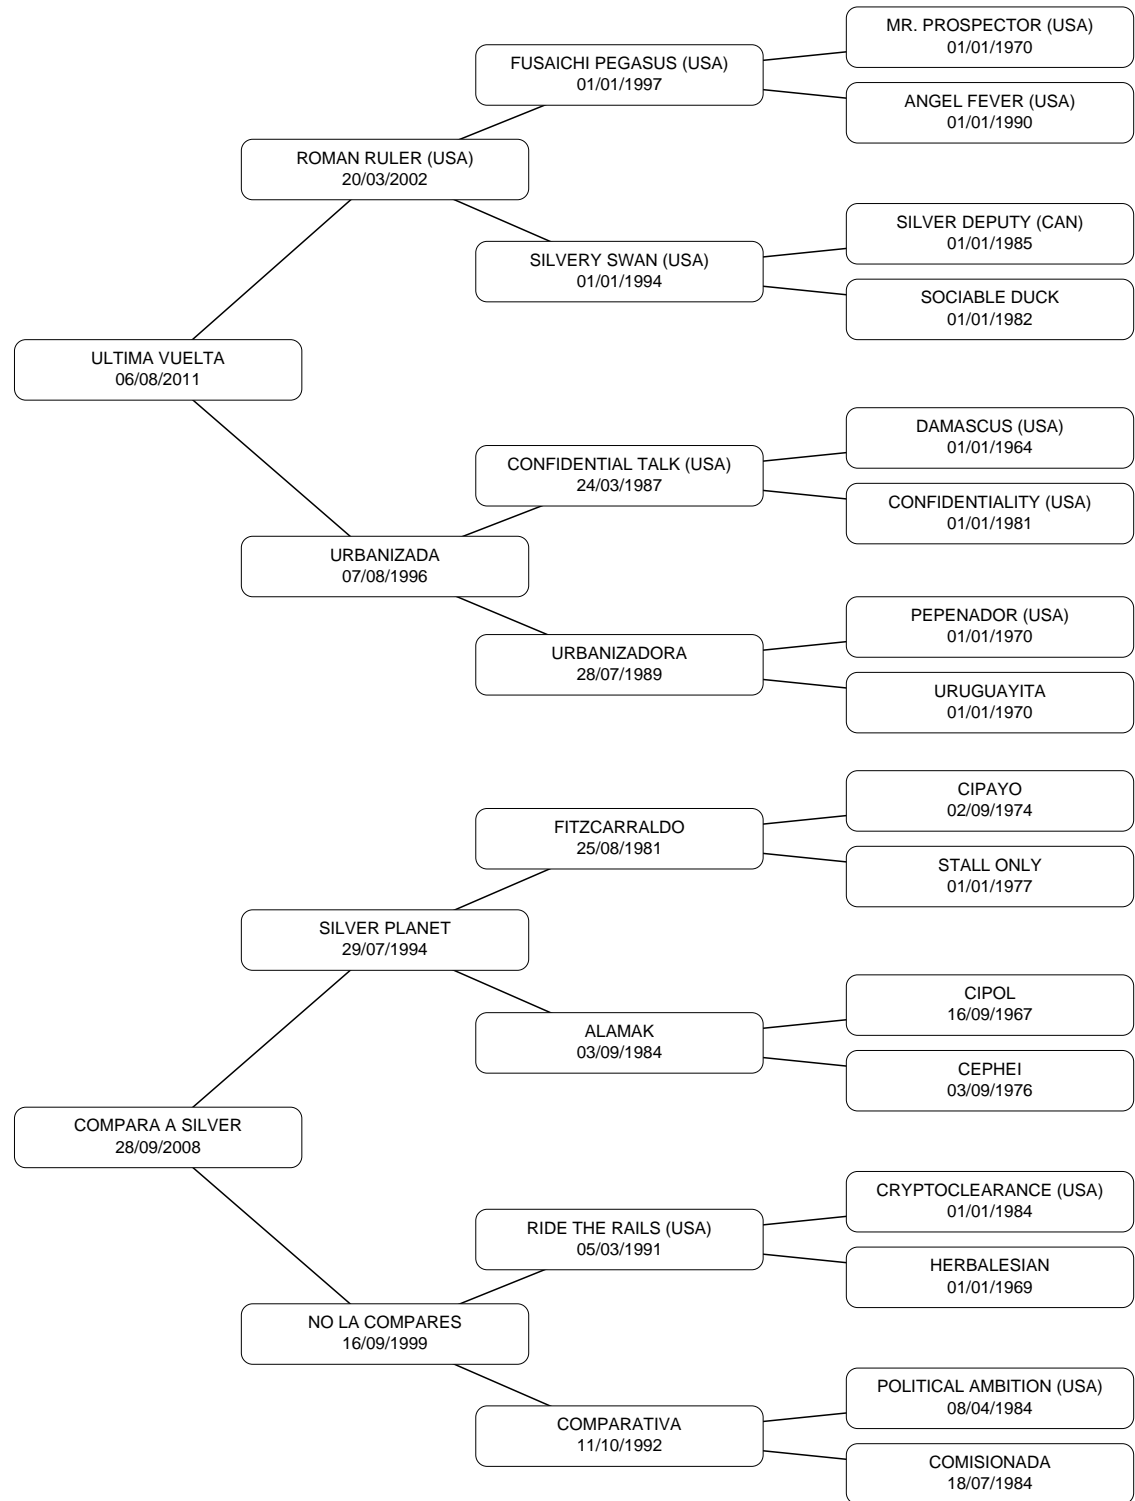 MR. PROSPECTOR (USA)
01/01/1970
FUSAICHI PEGASUS (USA)
01/01/1997
ANGEL FEVER (USA)
01/01/1990
ROMAN RULER (USA)
20/03/2002
SILVER DEPUTY (CAN)
01/01/1985
SILVERY SWAN (USA)
01/01/1994
SOCIABLE DUCK
01/01/1982
ULTIMA VUELTA
06/08/2011
DAMASCUS (USA)
01/01/1964
CONFIDENTIAL TALK (USA)
24/03/1987
CONFIDENTIALITY (USA)
01/01/1981
URBANIZADA
07/08/1996
PEPENADOR (USA)
01/01/1970
URBANIZADORA
28/07/1989
URUGUAYITA
01/01/1970
CIPAYO
02/09/1974
FITZCARRALDO
25/08/1981
STALL ONLY
01/01/1977
SILVER PLANET
29/07/1994
CIPOL
16/09/1967
ALAMAK
03/09/1984
CEPHEI
03/09/1976
COMPARA A SILVER
28/09/2008
CRYPTOCLEARANCE (USA)
01/01/1984
RIDE THE RAILS (USA)
05/03/1991
HERBALESIAN
01/01/1969
NO LA COMPARES
16/09/1999
POLITICAL AMBITION (USA)
08/04/1984
COMPARATIVA
11/10/1992
COMISIONADA
18/07/1984